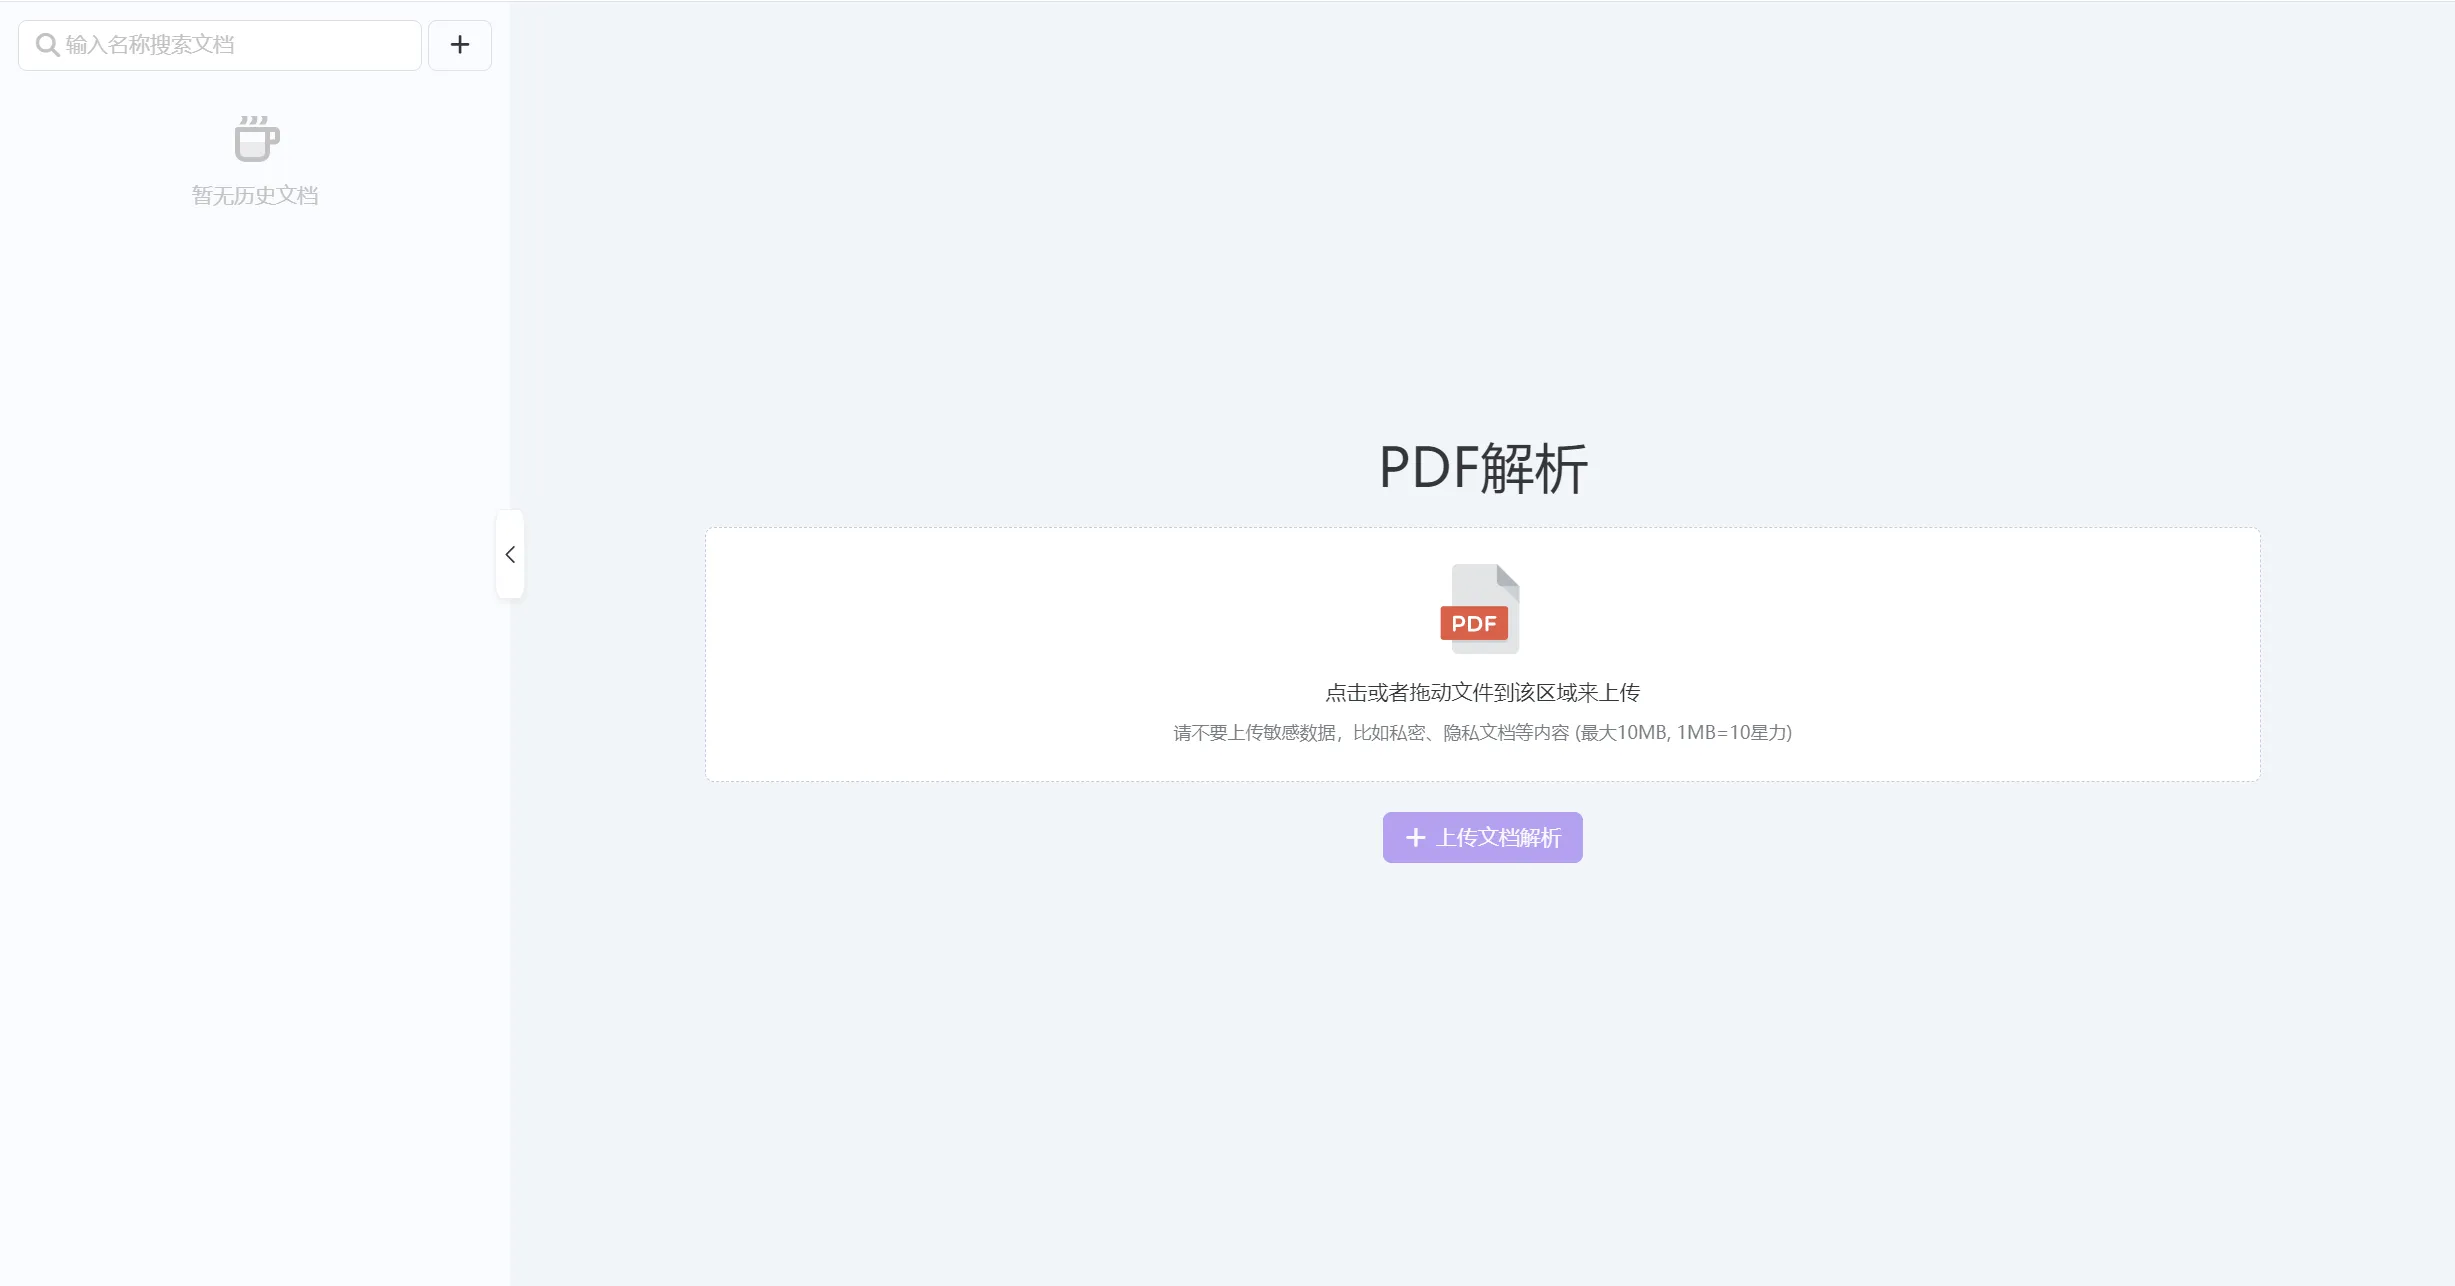 输入名称搜索文档
暂无历史文档
PDF解析
PDF
点击或者拖动文件到该区域来上传
请不要上传敏感数据，比如私密、隐私文档等内容 (最大10MB, 1MB=10星力)
上传文档解析